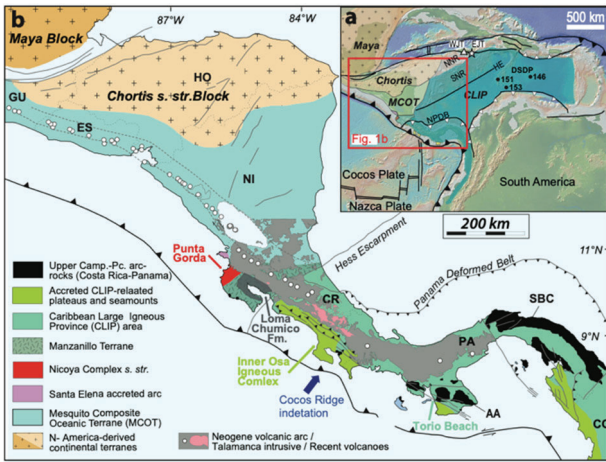 b
87°W
84°W
Maya Block
HO
Chortis s. str.Block
GU
ES
NI
a
500 km
WJT
EJT
Maya
NNR
Chortis
SNR
HE
DSDP
151
146
153
MCOT
CLIP
NPDB
Fig. 1b
Cocos Plate
South America
Nazca Plate
200 km
11°N
Hess Escarpment
Panama Deformed Belt
Punta
Gorda
CR
SBC
9°N
Loma
Chumico
Fm.
PA
Inner Osa
Igneous
Comlex
Cocos Ridge
indetation
Torio Beach
AA
CO
Upper Camp.-Pc. arc-
rocks (Costa Rica-Panama)
Accreted CLIP-relaated
plateaus and seamounts
Caribbean Large Igneous
Province (CLIP) area
Manzanillo Terrane
Nicoya Complex s. str.
Santa Elena accreted arc
Mesquito Composite
Oceanic Terrane (MCOT)
N- America-derived
continental terranes
Neogene volcanic arc /
Talamanca intrusive / Recent volcanoes